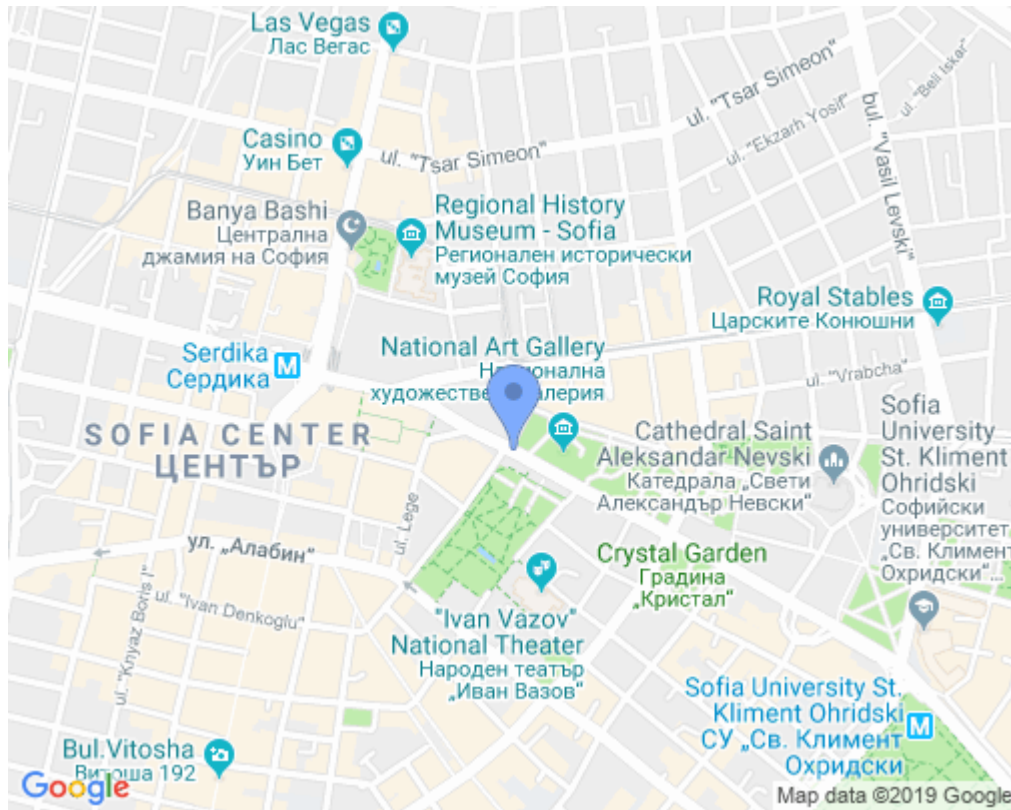 Las Vegas
Лас Вегас
Casino
Уин Бет
ul. "Tsar Simeon"
ul. "Tsar Simeon"
ul. "Ekzarh Yosif"
ul. "Beli Iskar"
bul. "Vasil Levski"
Banya Bashi
Централна
джамия на София
Regional History
Museum - Sofia
Регионален исторически
музей София
Royal Stables
Царските Конюшни
Serdika
Сердика
National Art Gallery
художестве
алерия
ul. "Vrabcha"
SOFIA CENTER
ЦЕНТЪР
Cathedral Saint
Aleksandar Nevski
Катедрала „Свети
Александър Невски“
Sofia
University
St. Kliment
Ohridski
Софийски
университет
„Св. Климент
Охридски“...
ul. Lege
ул. „Алабин“
ul. "Ivan Denkoglu"
ul. "Knyaz Boris I"
Crystal Garden
Градина
„Кристал“
"Ivan Vazov"
National Theater
Народен театър
„Иван Вазов“
Sofia University St.
Kliment Ohridski
СУ „Св. Климент
Охридски
Bul.Vitosha
Витоша 192
Google
Map data ©2019 Google